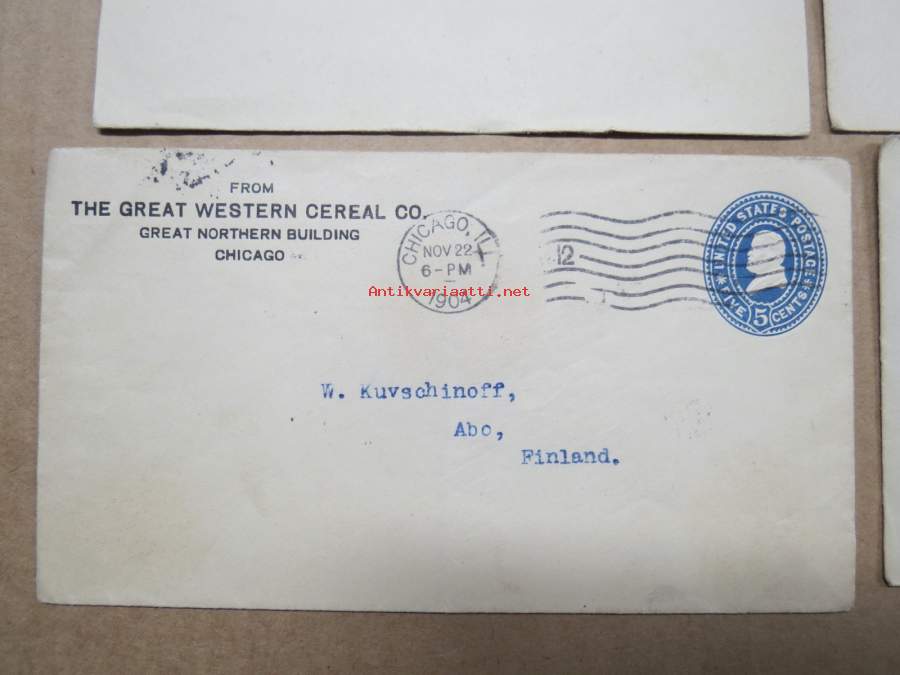 FROM
THE GREAT WESTERN CEREAL CO.
GREAT NORTHERN BUILDING
CHICAGO
CHICAGO, ILL.
NOV 22
6-PM
1904
12
UNITED STATES POSTAGE
FIVE 5 CENTS
Antikvariaatti.net
W. Kuvschinoff,
Abo,
Finland.